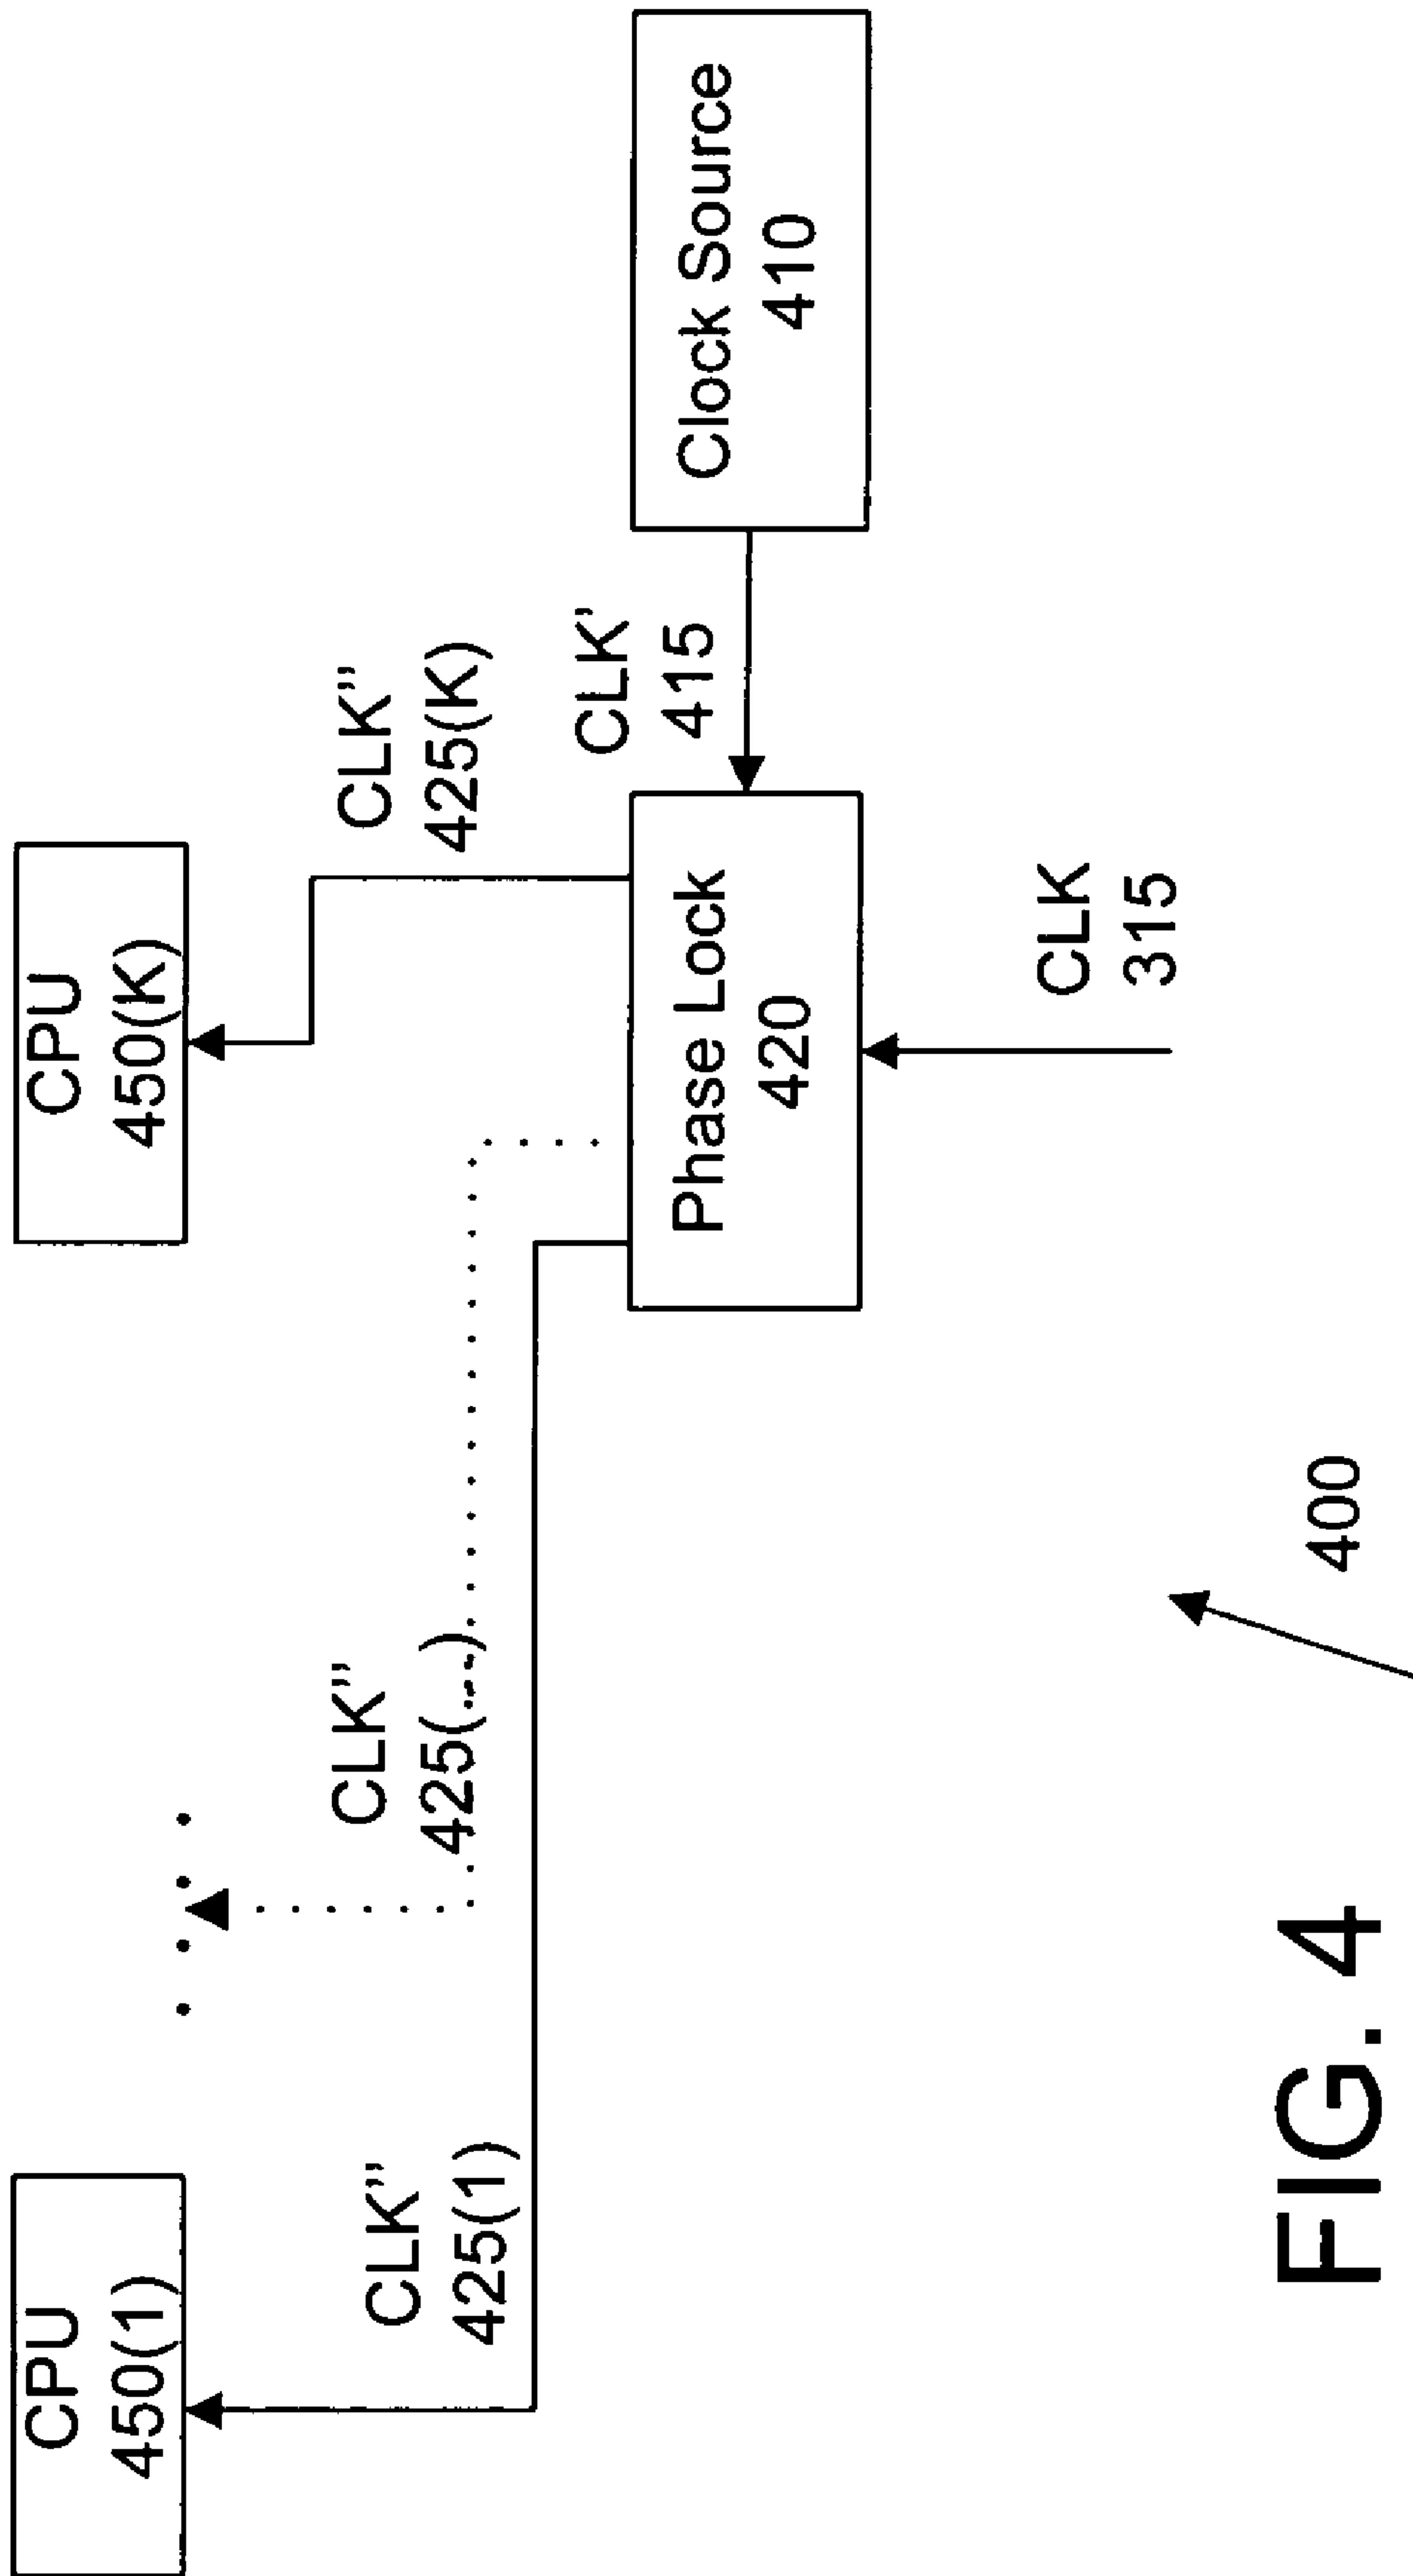 CPU
450(1)
CPU
450(K)
CLK"
425(1)
CLK"
425(...)
CLK"
425(K)
CLK'
415
Phase Lock
420
Clock Source
410
CLK
315
400
FIG. 4